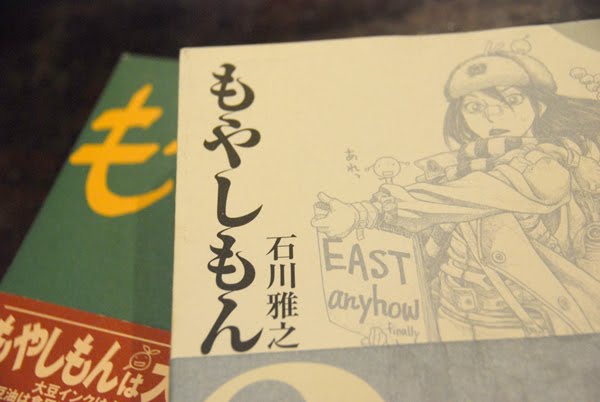 もやしもん
石川雅之
あれっ
EAST
anyhow
finally
も
もやしもんは
大豆インクは